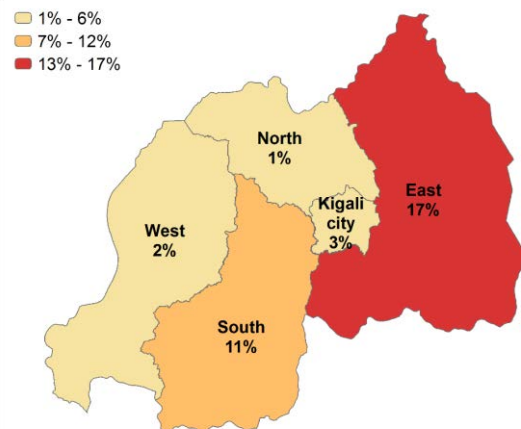 1% - 6%
7% - 12%
13% - 17%
North
1%
East
17%
Kigali
city
3%
West
2%
South
11%